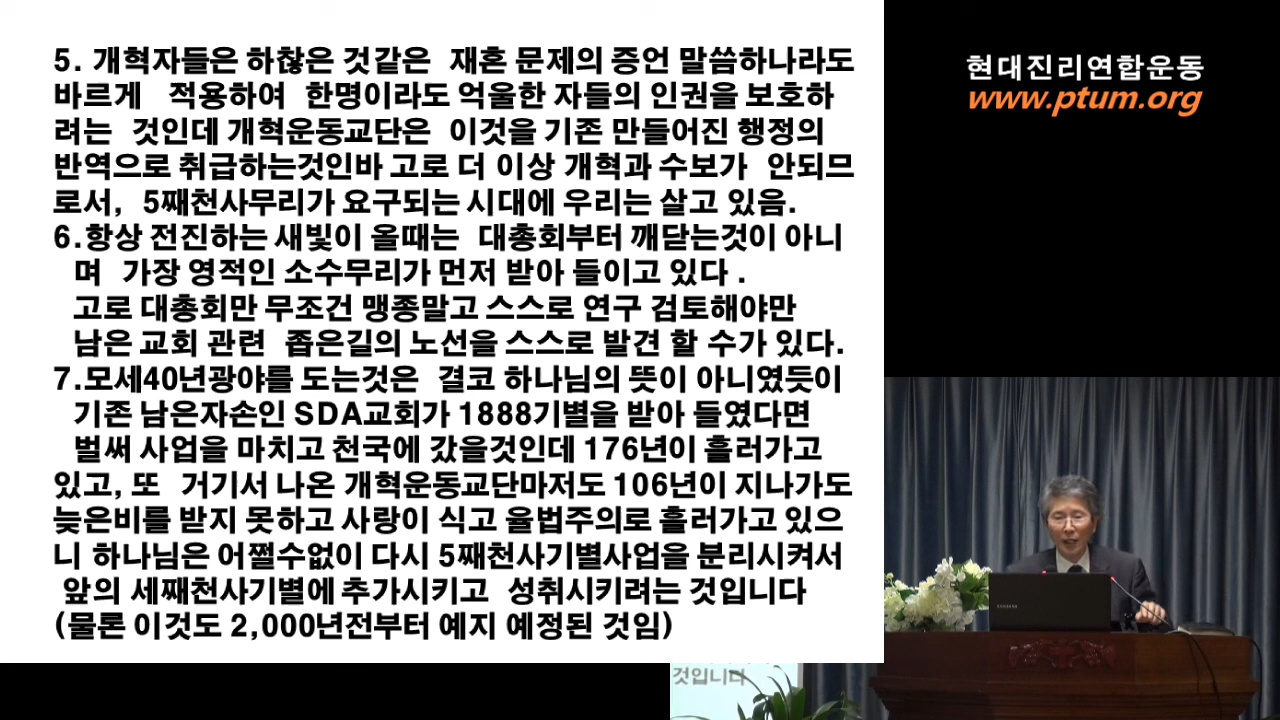 5. 개혁자들은 하찮은 것같은 재혼 문제의 증언 말씀하나라도
바르게 적용하여 한명이라도 억울한 자들의 인권을 보호하
려는 것인데 개혁운동교단은 이것을 기존 만들어진 행정의
반역으로 취급하는것인바 고로 더 이상 개혁과 수보가 안되므
로서, 5째천사무리가 요구되는 시대에 우리는 살고 있음.
6.항상 전진하는 새빛이 올때는 대총회부터 깨닫는것이 아니
며 가장 영적인 소수무리가 먼저 받아 들이고 있다 .
고로 대총회만 무조건 맹종말고 스스로 연구 검토해야만
남은 교회 관련 좁은길의 노선을 스스로 발견 할 수가 있다.
7.모세40년광야를 도는것은 결코 하나님의 뜻이 아니였듯이
기존 남은자손인 SDA교회가 1888기별을 받아 들였다면
벌써 사업을 마치고 천국에 갔을것인데 176년이 흘러가고
있고, 또 거기서 나온 개혁운동교단마저도 106년이 지나가도
늦은비를 받지 못하고 사랑이 식고 율법주의로 흘러가고 있으
니 하나님은 어쩔수없이 다시 5째천사기별사업을 분리시켜서
앞의 세째천사기별에 추가시키고 성취시키려는 것입니다
(물론 이것도 2,000년전부터 예지 예정된 것임)
현대진리연합운동
www.ptum.org
것입니다